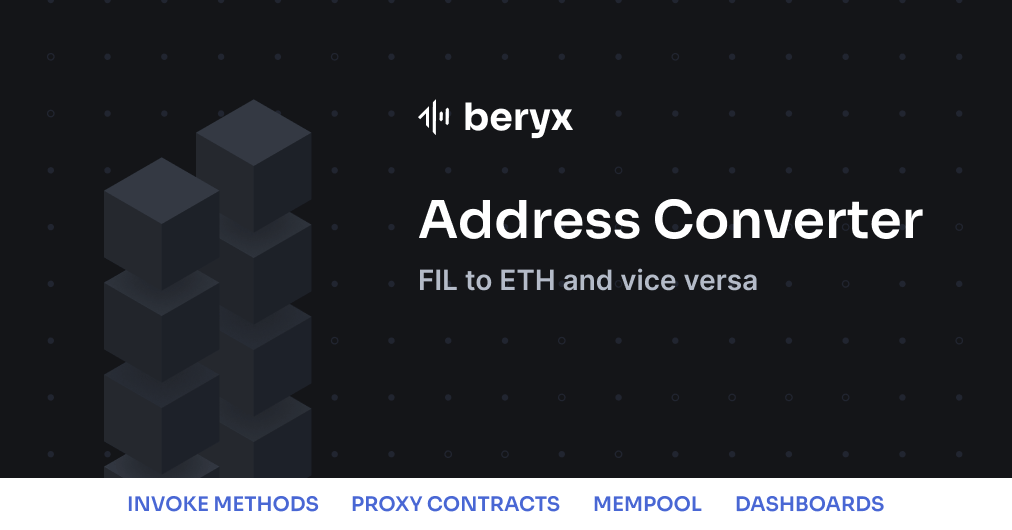 beryx
Address Converter
FIL to ETH and vice versa
INVOKE METHODS PROXY CONTRACTS MEMPOOL DASHBOARDS